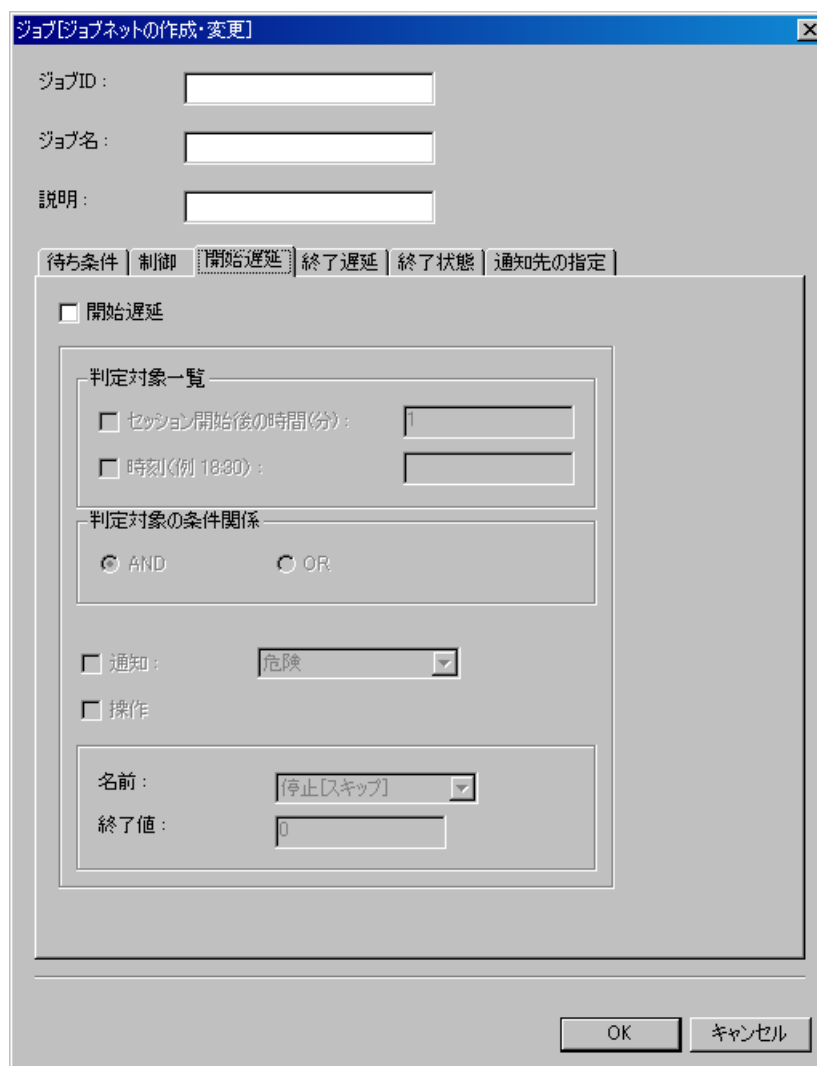 ジョブ[ジョブネットの作成・変更]
ジョブID：
ジョブ名：
説明：
待ち条件 制御 開始遅延 終了遅延 終了状態 通知先の指定
開始遅延
判定対象一覧
セッション開始後の時間(分)： 1
時刻(例 18:30)：
判定対象の条件関係
AND OR
通知： 危険
操作
名前： 停止[スキップ]
終了値： 0
OK キャンセル